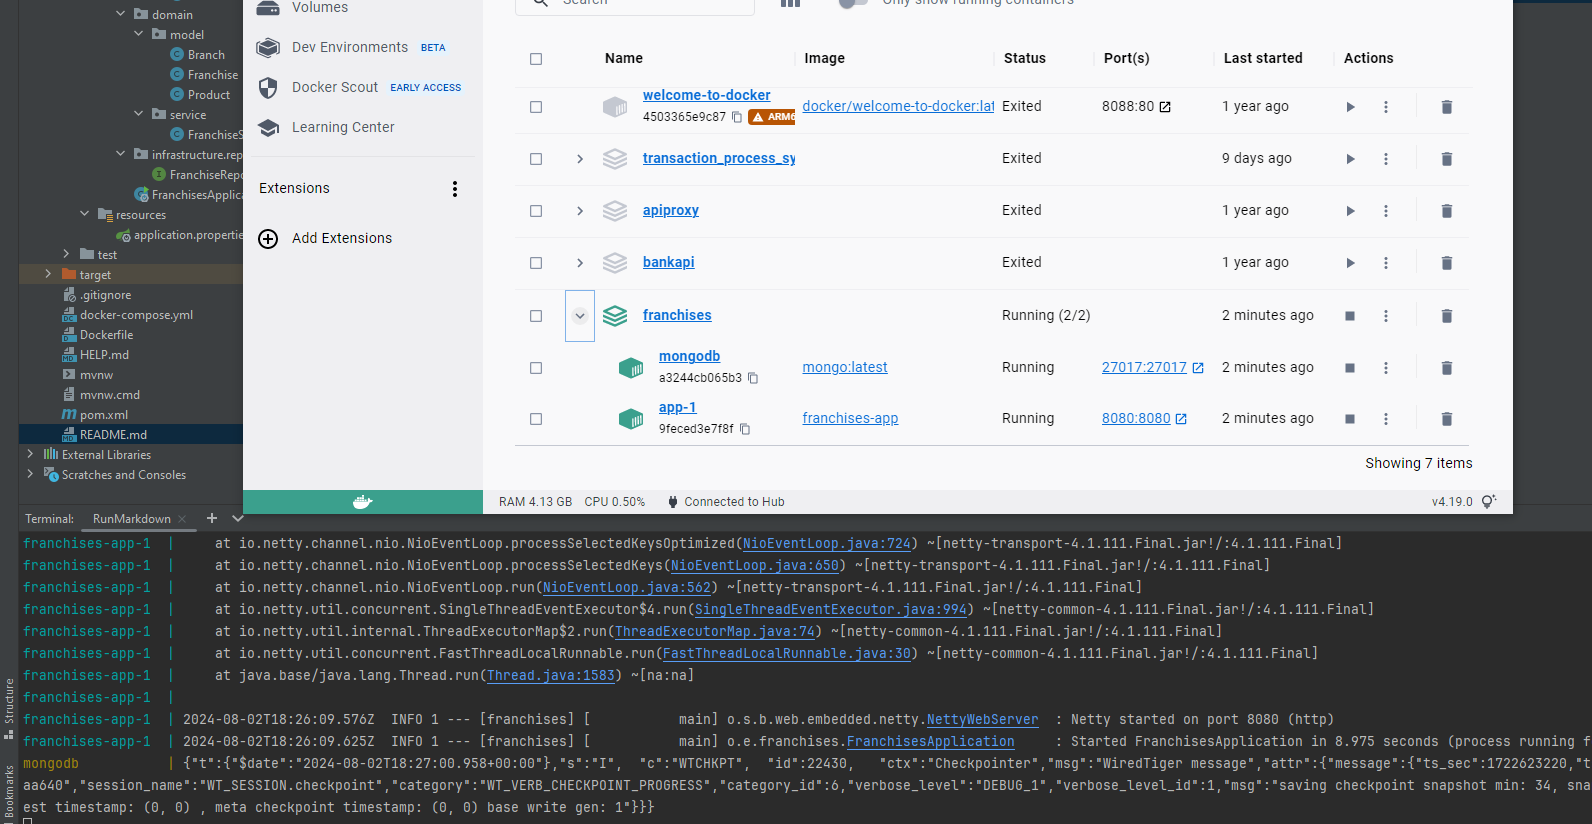 domain
model
Branch
Franchise
Product
service
FranchiseS
infrastructure.rep
FranchiseRepo
FranchisesApplica
resources
application.propertie
test
target
.gitignore
docker-compose.yml
Dockerfile
HELP.md
mvnw
mvnw.cmd
pom.xml
README.md
External Libraries
Scratches and Consoles
Volumes
Dev Environments BETA
Docker Scout EARLY ACCESS
Learning Center
Extensions
Add Extensions
Search
Only show running containers
Name Image Status Port(s) Last started Actions
welcome-to-docker
4503365e9c87 ARM6 docker/welcome-to-docker:lat Exited 8088:80 1 year ago
transaction_process_sy Exited 9 days ago
apiproxy Exited 1 year ago
bankapi Exited 1 year ago
franchises Running (2/2) 2 minutes ago
mongodb
a3244cb065b3 mongo:latest Running 27017:27017 2 minutes ago
app-1
9feced3e7f8f franchises-app Running 8080:8080 2 minutes ago
Showing 7 items
RAM 4.13 GB CPU 0.50% Connected to Hub v4.19.0
Terminal: RunMarkdown
franchises-app-1 | at io.netty.channel.nio.NioEventLoop.processSelectedKeysOptimized(NioEventLoop.java:724) ~[netty-transport-4.1.111.Final.jar!/:4.1.111.Final]
franchises-app-1 | at io.netty.channel.nio.NioEventLoop.processSelectedKeys(NioEventLoop.java:650) ~[netty-transport-4.1.111.Final.jar!/:4.1.111.Final]
franchises-app-1 | at io.netty.channel.nio.NioEventLoop.run(NioEventLoop.java:562) ~[netty-transport-4.1.111.Final.jar!/:4.1.111.Final]
franchises-app-1 | at io.netty.util.concurrent.SingleThreadEventExecutor$4.run(SingleThreadEventExecutor.java:994) ~[netty-common-4.1.111.Final.jar!/:4.1.111.Final]
franchises-app-1 | at io.netty.util.internal.ThreadExecutorMap$2.run(ThreadExecutorMap.java:74) ~[netty-common-4.1.111.Final.jar!/:4.1.111.Final]
franchises-app-1 | at io.netty.util.concurrent.FastThreadLocalRunnable.run(FastThreadLocalRunnable.java:30) ~[netty-common-4.1.111.Final.jar!/:4.1.111.Final]
franchises-app-1 | at java.base/java.lang.Thread.run(Thread.java:1583) ~[na:na]
franchises-app-1 |
franchises-app-1 | 2024-08-02T18:26:09.576Z INFO 1 --- [franchises] [ main] o.s.b.web.embedded.netty.NettyWebServer : Netty started on port 8080 (http)
franchises-app-1 | 2024-08-02T18:26:09.625Z INFO 1 --- [franchises] [ main] o.e.franchises.FranchisesApplication : Started FranchisesApplication in 8.975 seconds (process running f
mongodb | {"t":{"$date":"2024-08-02T18:27:00.958+00:00"},"s":"I", "c":"WTCHKPT", "id":22430, "ctx":"Checkpointer","msg":"WiredTiger message","attr":{"message":{"ts_sec":1722623220,"t
aa640","session_name":"WT_SESSION.checkpoint","category":"WT_VERB_CHECKPOINT_PROGRESS","category_id":6,"verbose_level":"DEBUG_1","verbose_level_id":1,"msg":"saving checkpoint snapshot min: 34, sna
est timestamp: (0, 0) , meta checkpoint timestamp: (0, 0) base write gen: 1"}}}
Structure
Bookmarks